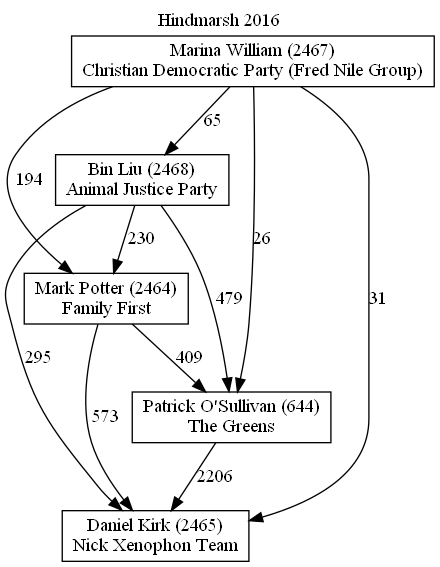 Hindmarsh 2016
Marina William (2467)
Christian Democratic Party (Fred Nile Group)
65
Bin Liu (2468)
Animal Justice Party
194
230
26
Mark Potter (2464)
Family First
479
31
295
409
573
Patrick O'Sullivan (644)
The Greens
2206
Daniel Kirk (2465)
Nick Xenophon Team